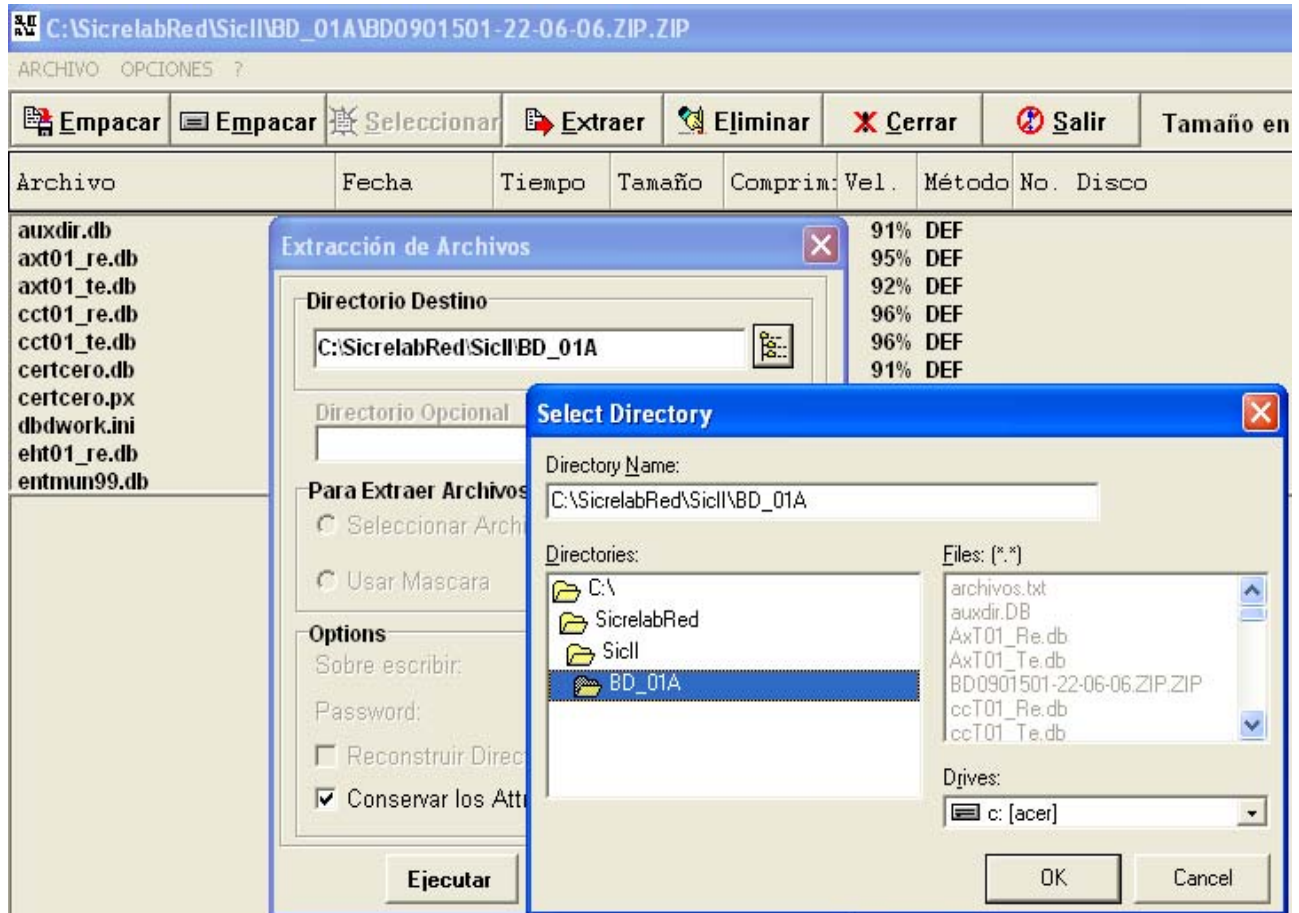 C:\SicrelabRed\SicII\BD_01A\BD0901501-22-06-06.ZIP.ZIP
ARCHIVO OPCIONES ?
Empacar Empacar Seleccionar Extraer Eliminar Cerrar Salir Tamaño en
Archivo Fecha Tiempo Tamaño Comprim: Vel. Método No. Disco
auxdir.db 91% DEF
axt01_re.db 95% DEF
axt01_te.db 92% DEF
cct01_re.db 96% DEF
cct01_te.db 96% DEF
certcero.db 91% DEF
certcero.px
dbdwork.ini
eht01_re.db
entmun99.db
Extracción de Archivos
Directorio Destino
C:\SicrelabRed\SicII\BD_01A
Directorio Opcional
Para Extraer Archivos
Seleccionar Archi
Usar Mascara
Options
Sobre escribir:
Password:
Reconstruir Direc
Conservar los Attr
Ejecutar
Select Directory
Directory Name:
C:\SicrelabRed\SicII\BD_01A
Directories:
C:\
SicrelabRed
SicII
BD_01A
Files: (*.*)
archivos.txt
auxdir.DB
AxT01_Re.db
AxT01_Te.db
BD0901501-22-06-06.ZIP.ZIP
ccT01_Re.db
ccT01_Te.db
Drives:
c: [acer]
OK Cancel